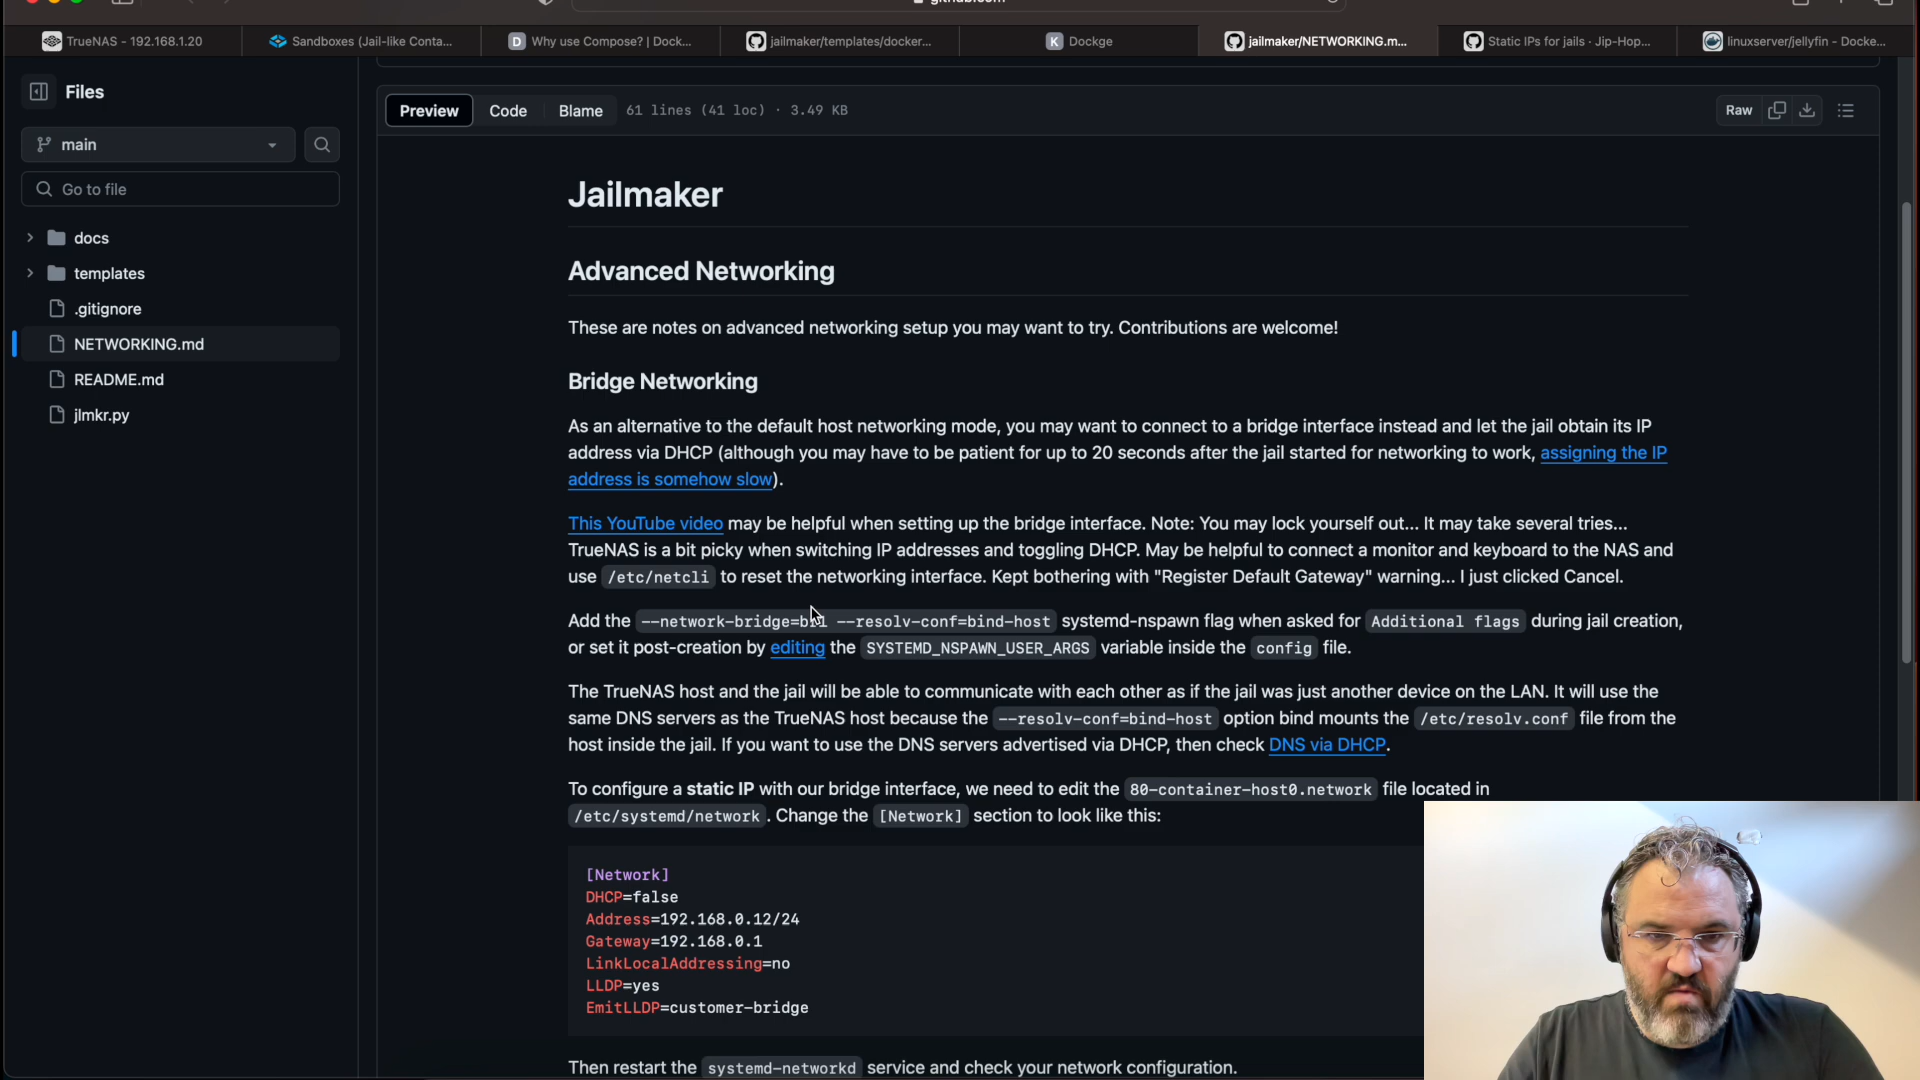 TrueNAS - 192.168.1.20
Sandboxes (Jail-like Conta...
Why use Compose? | Dock...
jailmaker/templates/docker...
Dockge
jailmaker/NETWORKING.m...
Static IPs for jails · Jip-Hop...
linuxserver/jellyfin - Docke...
Files
main
Go to file
docs
templates
.gitignore
NETWORKING.md
README.md
jlmkr.py
Preview Code Blame 61 lines (41 loc) · 3.49 KB Raw
Jailmaker
Advanced Networking
These are notes on advanced networking setup you may want to try. Contributions are welcome!
Bridge Networking
As an alternative to the default host networking mode, you may want to connect to a bridge interface instead and let the jail obtain its IP
address via DHCP (although you may have to be patient for up to 20 seconds after the jail started for networking to work, assigning the IP
address is somehow slow).
This YouTube video may be helpful when setting up the bridge interface. Note: You may lock yourself out... It may take several tries...
TrueNAS is a bit picky when switching IP addresses and toggling DHCP. May be helpful to connect a monitor and keyboard to the NAS and
use /etc/netcli to reset the networking interface. Kept bothering with "Register Default Gateway" warning... I just clicked Cancel.
Add the --network-bridge=br1 --resolv-conf=bind-host systemd-nspawn flag when asked for Additional flags during jail creation,
or set it post-creation by editing the SYSTEMD_NSPAWN_USER_ARGS variable inside the config file.
The TrueNAS host and the jail will be able to communicate with each other as if the jail was just another device on the LAN. It will use the
same DNS servers as the TrueNAS host because the --resolv-conf=bind-host option bind mounts the /etc/resolv.conf file from the
host inside the jail. If you want to use the DNS servers advertised via DHCP, then check DNS via DHCP.
To configure a static IP with our bridge interface, we need to edit the 80-container-host0.network file located in
/etc/systemd/network. Change the [Network] section to look like this:
[Network]
DHCP=false
Address=192.168.0.12/24
Gateway=192.168.0.1
LinkLocalAddressing=no
LLDP=yes
EmitLLDP=customer-bridge
Then restart the systemd-networkd service and check your network configuration.